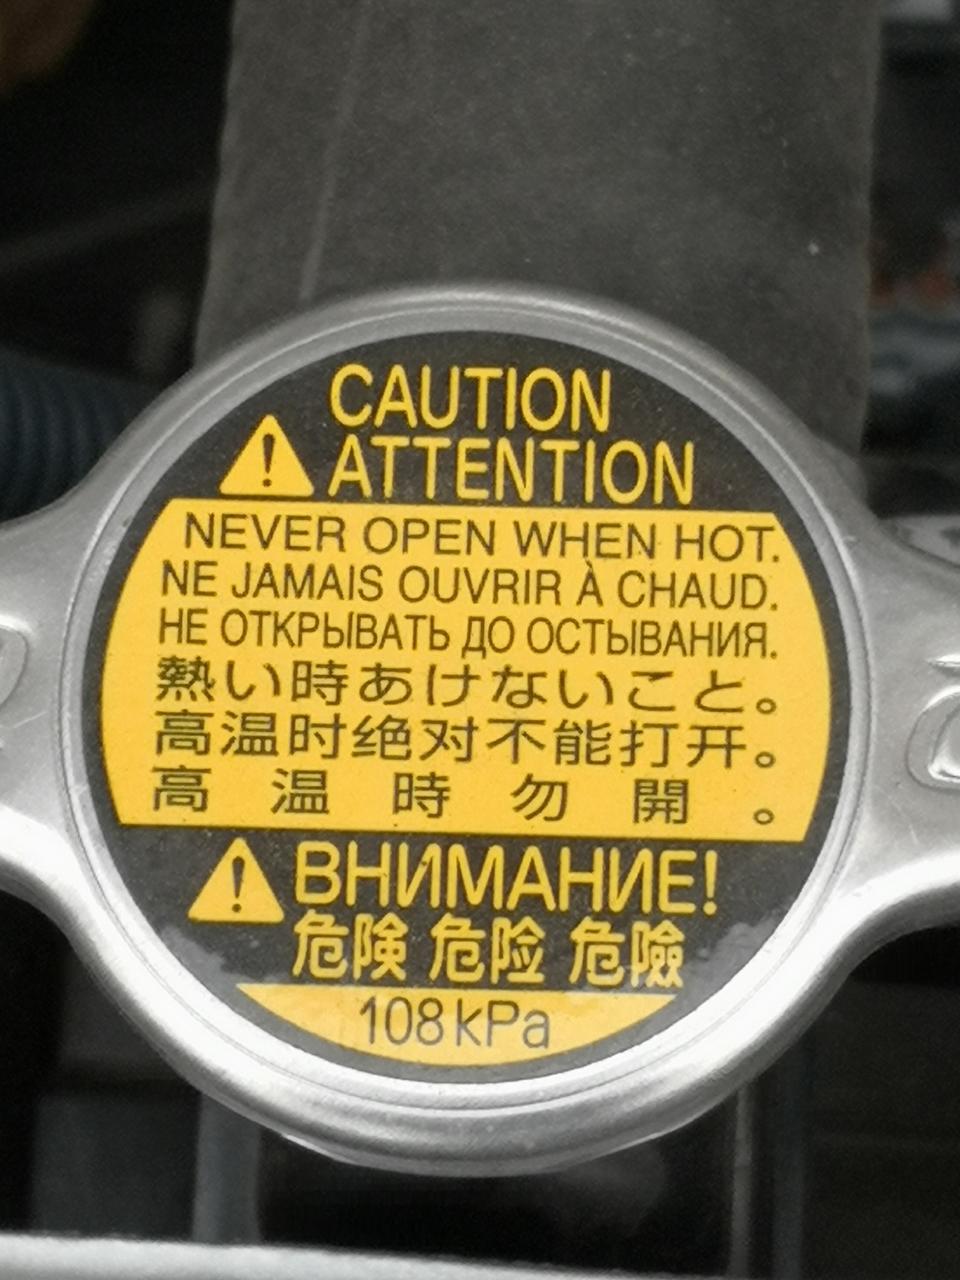 CAUTION
ATTENTION
NEVER OPEN WHEN HOT.
NE JAMAIS OUVRIR À CHAUD.
НЕ ОТКРЫВАТЬ ДО ОСТЫВАНИЯ.
熱い時あけないこと。
高温时绝对不能打开。
高温時勿開。
ВНИМАНИЕ!
危険 危险 危險
108kPa